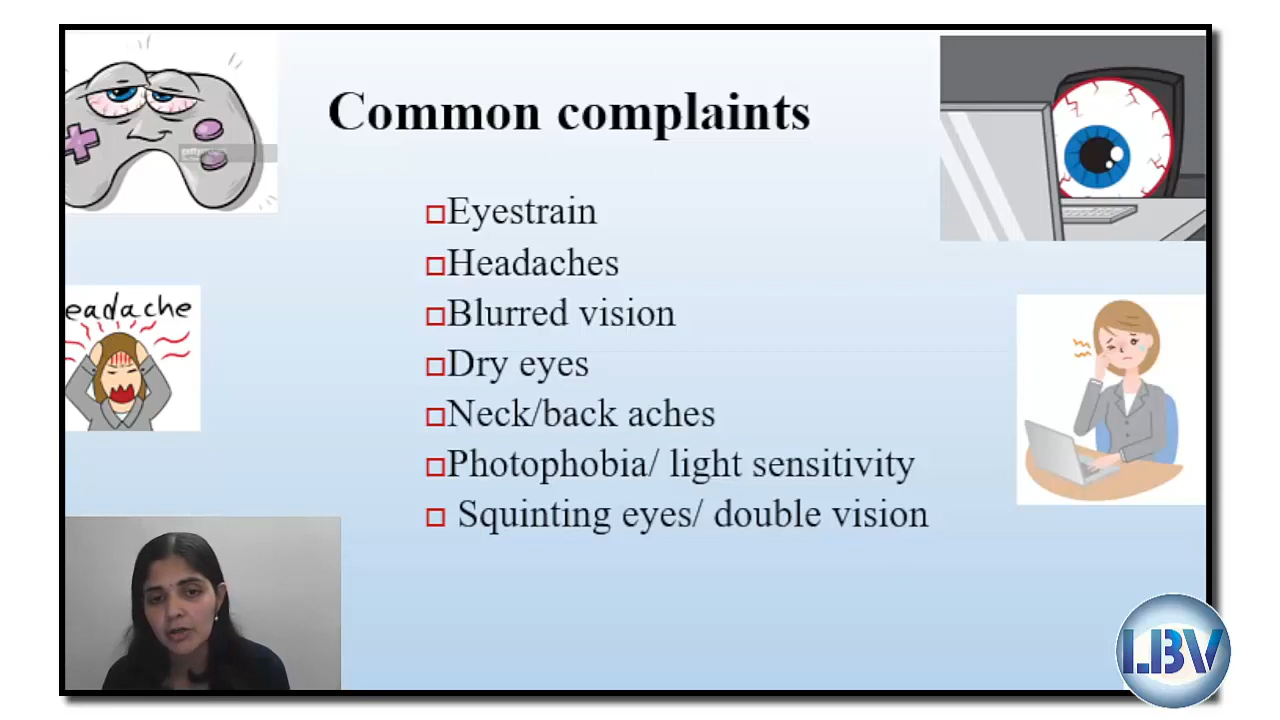 Common complaints
Eyestrain
Headaches
Blurred vision
Dry eyes
Neck/back aches
Photophobia/ light sensitivity
Squinting eyes/ double vision
eadache
LBV